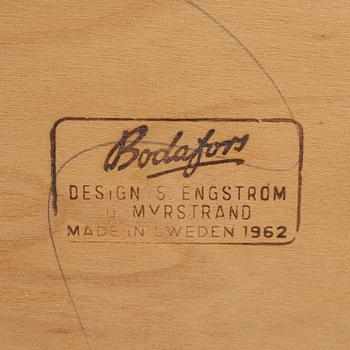 Bodafors
DESIGN S. ENGSTRÖM
G MYRSTRAND
MADE IN SWEDEN 1962